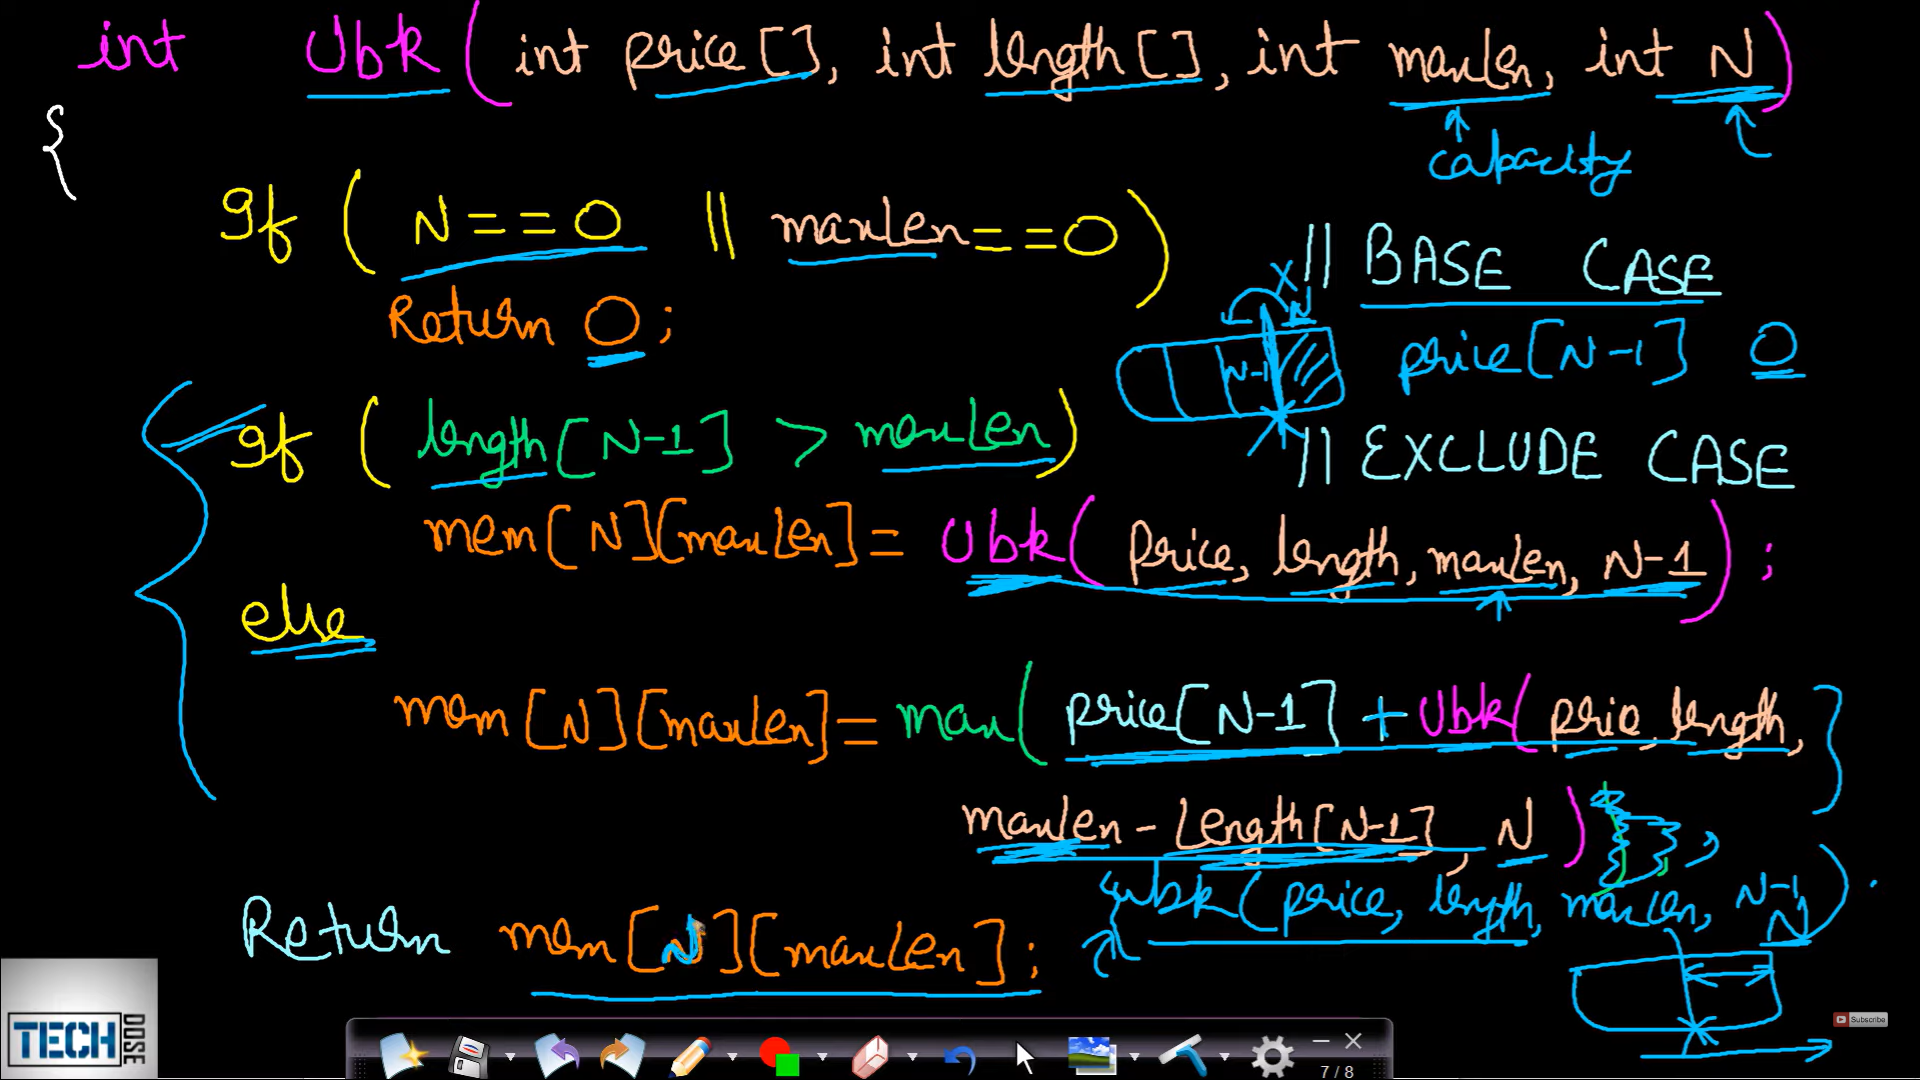 int Ubk(int price[], int length[], int maxLen, int N)
{
capacity
If (N==0 || maxLen==0)
// BASE CASE
Return 0;
X
N
N-1
price[N-1] 0
If (length[N-1] > maxLen)
// EXCLUDE CASE
mem[N][maxLen]= Ubk(Price, length, maxLen, N-1);
else
mem[N][maxLen]= max(price[N-1] + Ubk(price, length,
maxLen - Length[N-1], N)
,
Ubk(price, length, maxLen, N-1).
N
Return mem[N][maxLen];
TECH DOSE
Subscribe
7 / 8